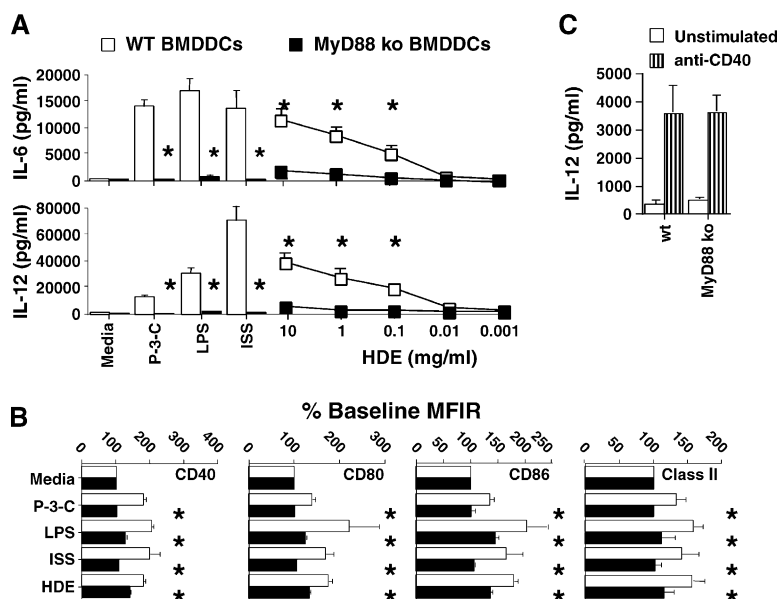 A
WT BMDDCs MyD88 ko BMDDCs
IL-6 (pg/ml)
20000
15000
10000
5000
0
* * * * * *
IL-12 (pg/ml)
80000
60000
40000
20000
0
* * * * * *
Media P-3-C LPS ISS
10 1 0.1 0.01 0.001
HDE (mg/ml)
C
Unstimulated
anti-CD40
IL-12 (pg/ml)
5000
4000
3000
2000
1000
0
wt MyD88 ko
B
% Baseline MFIR
0 100 200 300 400
0 100 200 300
0 50 100 150 200 250
0 50 100 150 200
CD40 CD80 CD86 Class II
Media
P-3-C
* * * *
LPS
* * * *
ISS
* * * *
HDE
* * * *